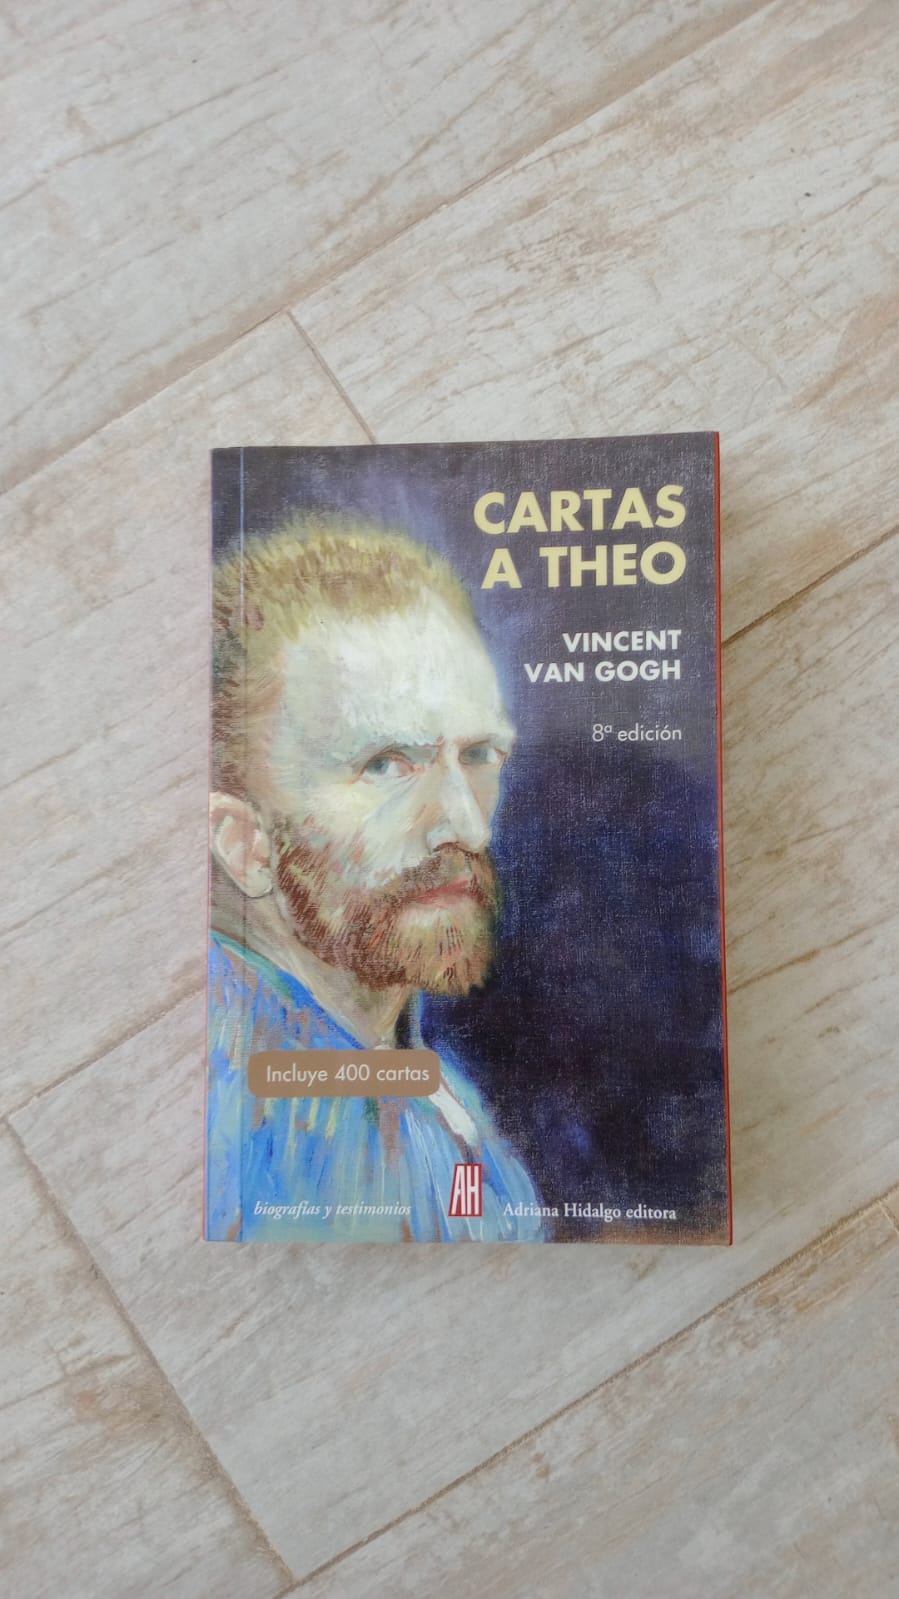 CARTAS
A THEO
VINCENT
VAN GOGH
8ª edición
Incluye 400 cartas
biografías y testimonios
AH
Adriana Hidalgo editora